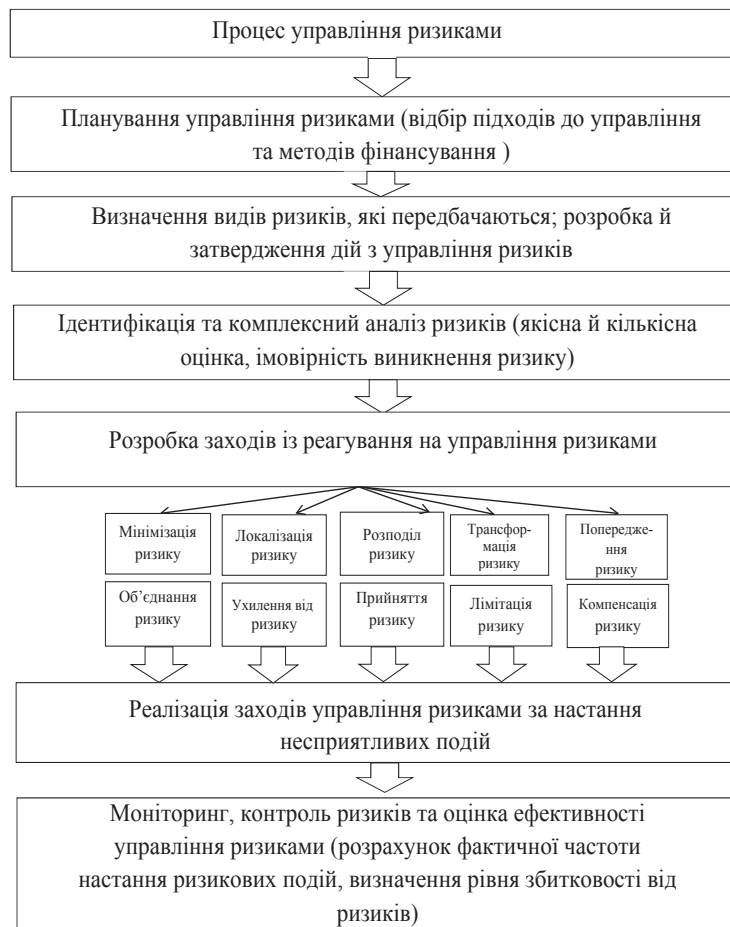 Процес управління ризиками
Планування управління ризиками (відбір підходів до управління
та методів фінансування )
Визначення видів ризиків, які передбачаються; розробка й
затвердження дій з управління ризиків
Ідентифікація та комплексний аналіз ризиків (якісна й кількісна
оцінка, імовірність виникнення ризику)
Розробка заходів із реагування на управління ризиками
Мінімізація
ризику
Локалізація
ризику
Розподіл
ризику
Трансфор-
мація
ризику
Попередже-
ення
ризику
Об’єднання
ризику
Ухилення від
ризику
Прийняття
ризику
Лімітація
ризику
Компенсація
ризику
Реалізація заходів управління ризиками за настання
несприятливих подій
Моніторинг, контроль ризиків та оцінка ефективності
управління ризиками (розрахунок фактичної частоти
настання ризикових подій, визначення рівня збитковості від
ризиків)